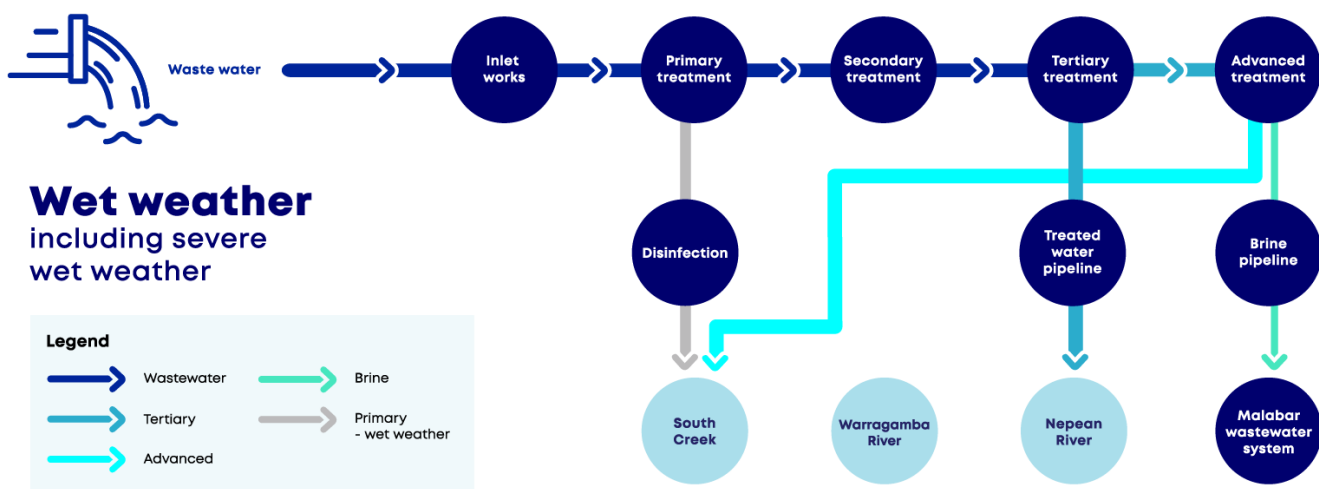 Waste water
Inlet
works
Primary
treatment
Secondary
treatment
Tertiary
treatment
Advanced
treatment
Wet weather
including severe
wet weather
Disinfection
Treated
water
pipeline
Brine
pipeline
Legend
Wastewater
Tertiary
Advanced
Brine
Primary
- wet weather
South
Creek
Warragamba
River
Nepean
River
Malabar
wastewater
system